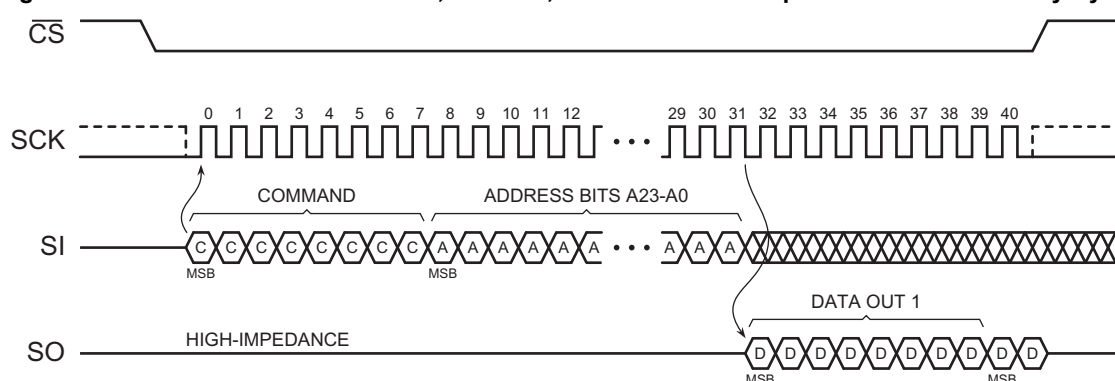 CS
0 1 2 3 4 5 6 7 8 9 10 11 12 29 30 31 32 33 34 35 36 37 38 39 40
SCK
COMMAND ADDRESS BITS A23-A0
SI C C C C C C C C A A A A A A A A A
MSB MSB
DATA OUT 1
HIGH-IMPEDANCE
SO D D D D D D D D D D
MSB MSB